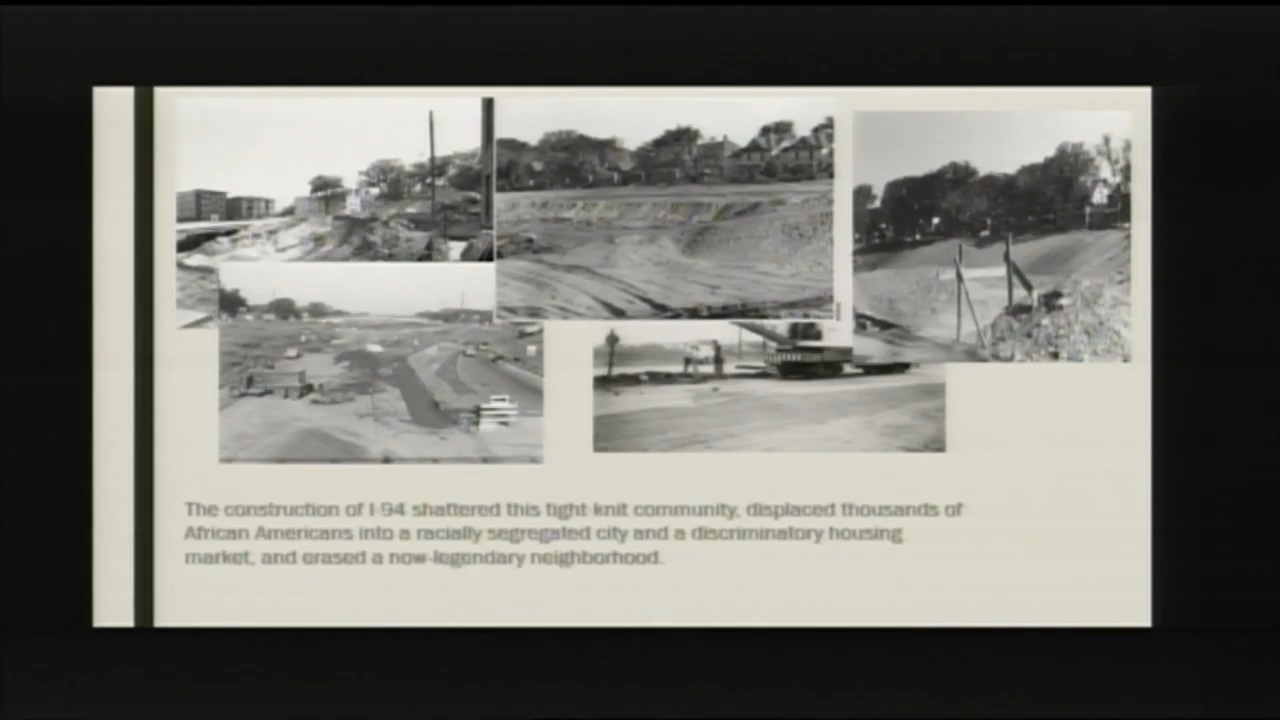 The construction of I-94 shattered this tight-knit community, displaced thousands of
African Americans into a racially segregated city and a discriminatory housing
market, and erased a now-legendary neighborhood.